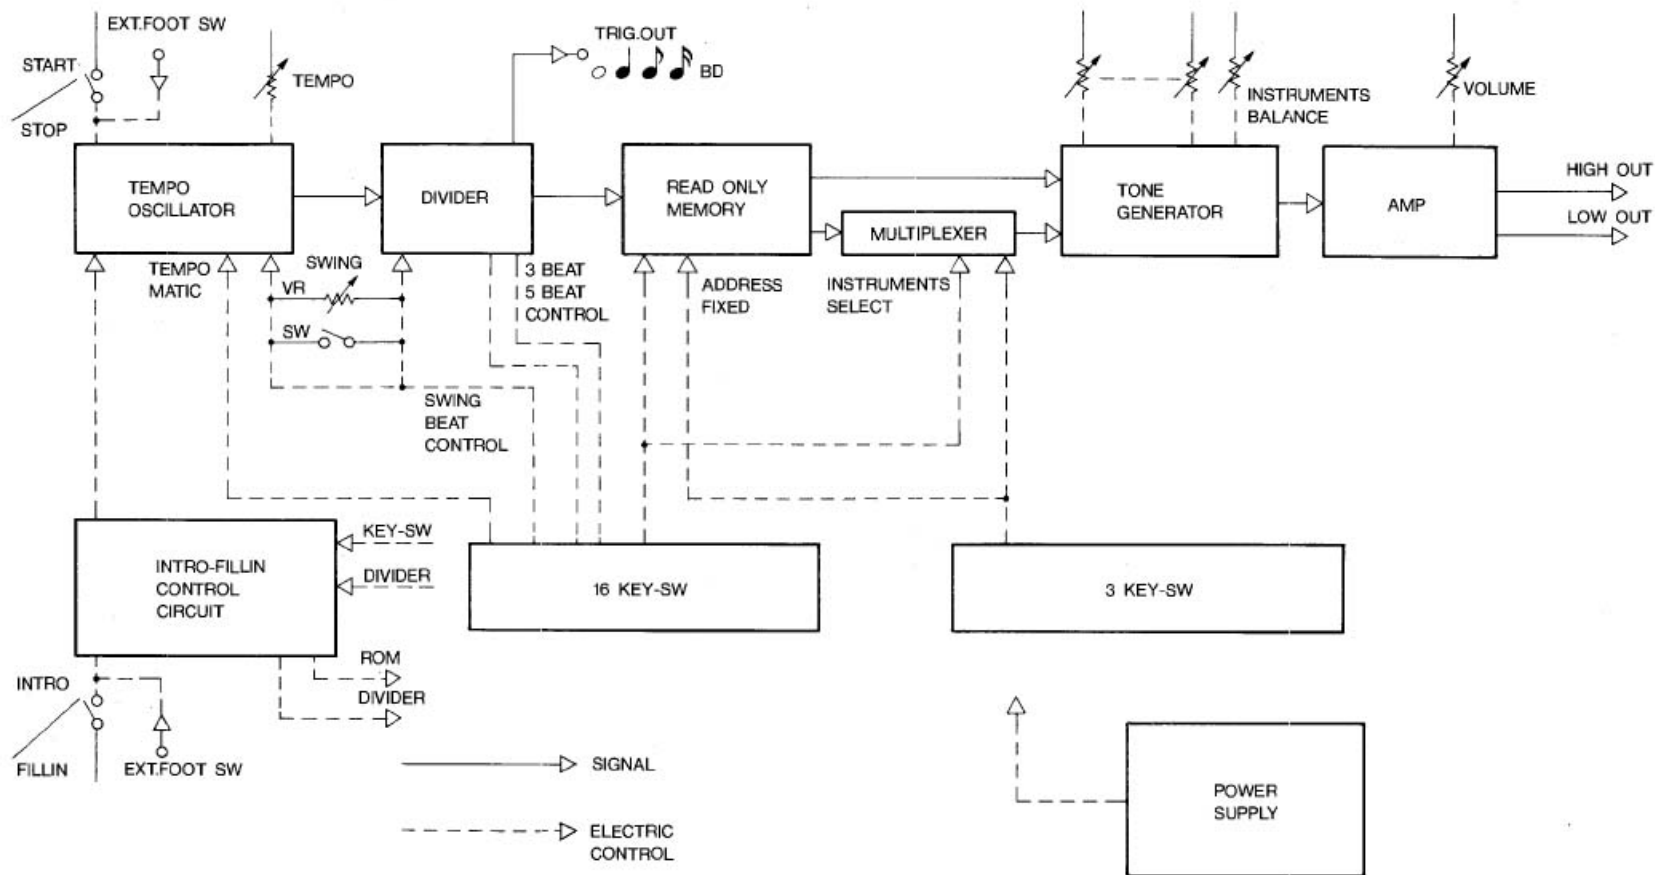 EXT.FOOT SW
START
STOP
TEMPO
TRIG.OUT
BD
INSTRUMENTS
BALANCE
VOLUME
TEMPO
OSCILLATOR
DIVIDER
READ ONLY
MEMORY
MULTIPLEXER
TONE
GENERATOR
AMP
HIGH OUT
LOW OUT
TEMPO
MATIC
SWING
VR
SW
3 BEAT
5 BEAT
CONTROL
ADDRESS
FIXED
INSTRUMENTS
SELECT
SWING
BEAT
CONTROL
INTRO-FILLIN
CONTROL
CIRCUIT
KEY-SW
DIVIDER
16 KEY-SW
3 KEY-SW
ROM
DIVIDER
INTRO
FILLIN
EXT.FOOT SW
SIGNAL
ELECTRIC
CONTROL
POWER
SUPPLY